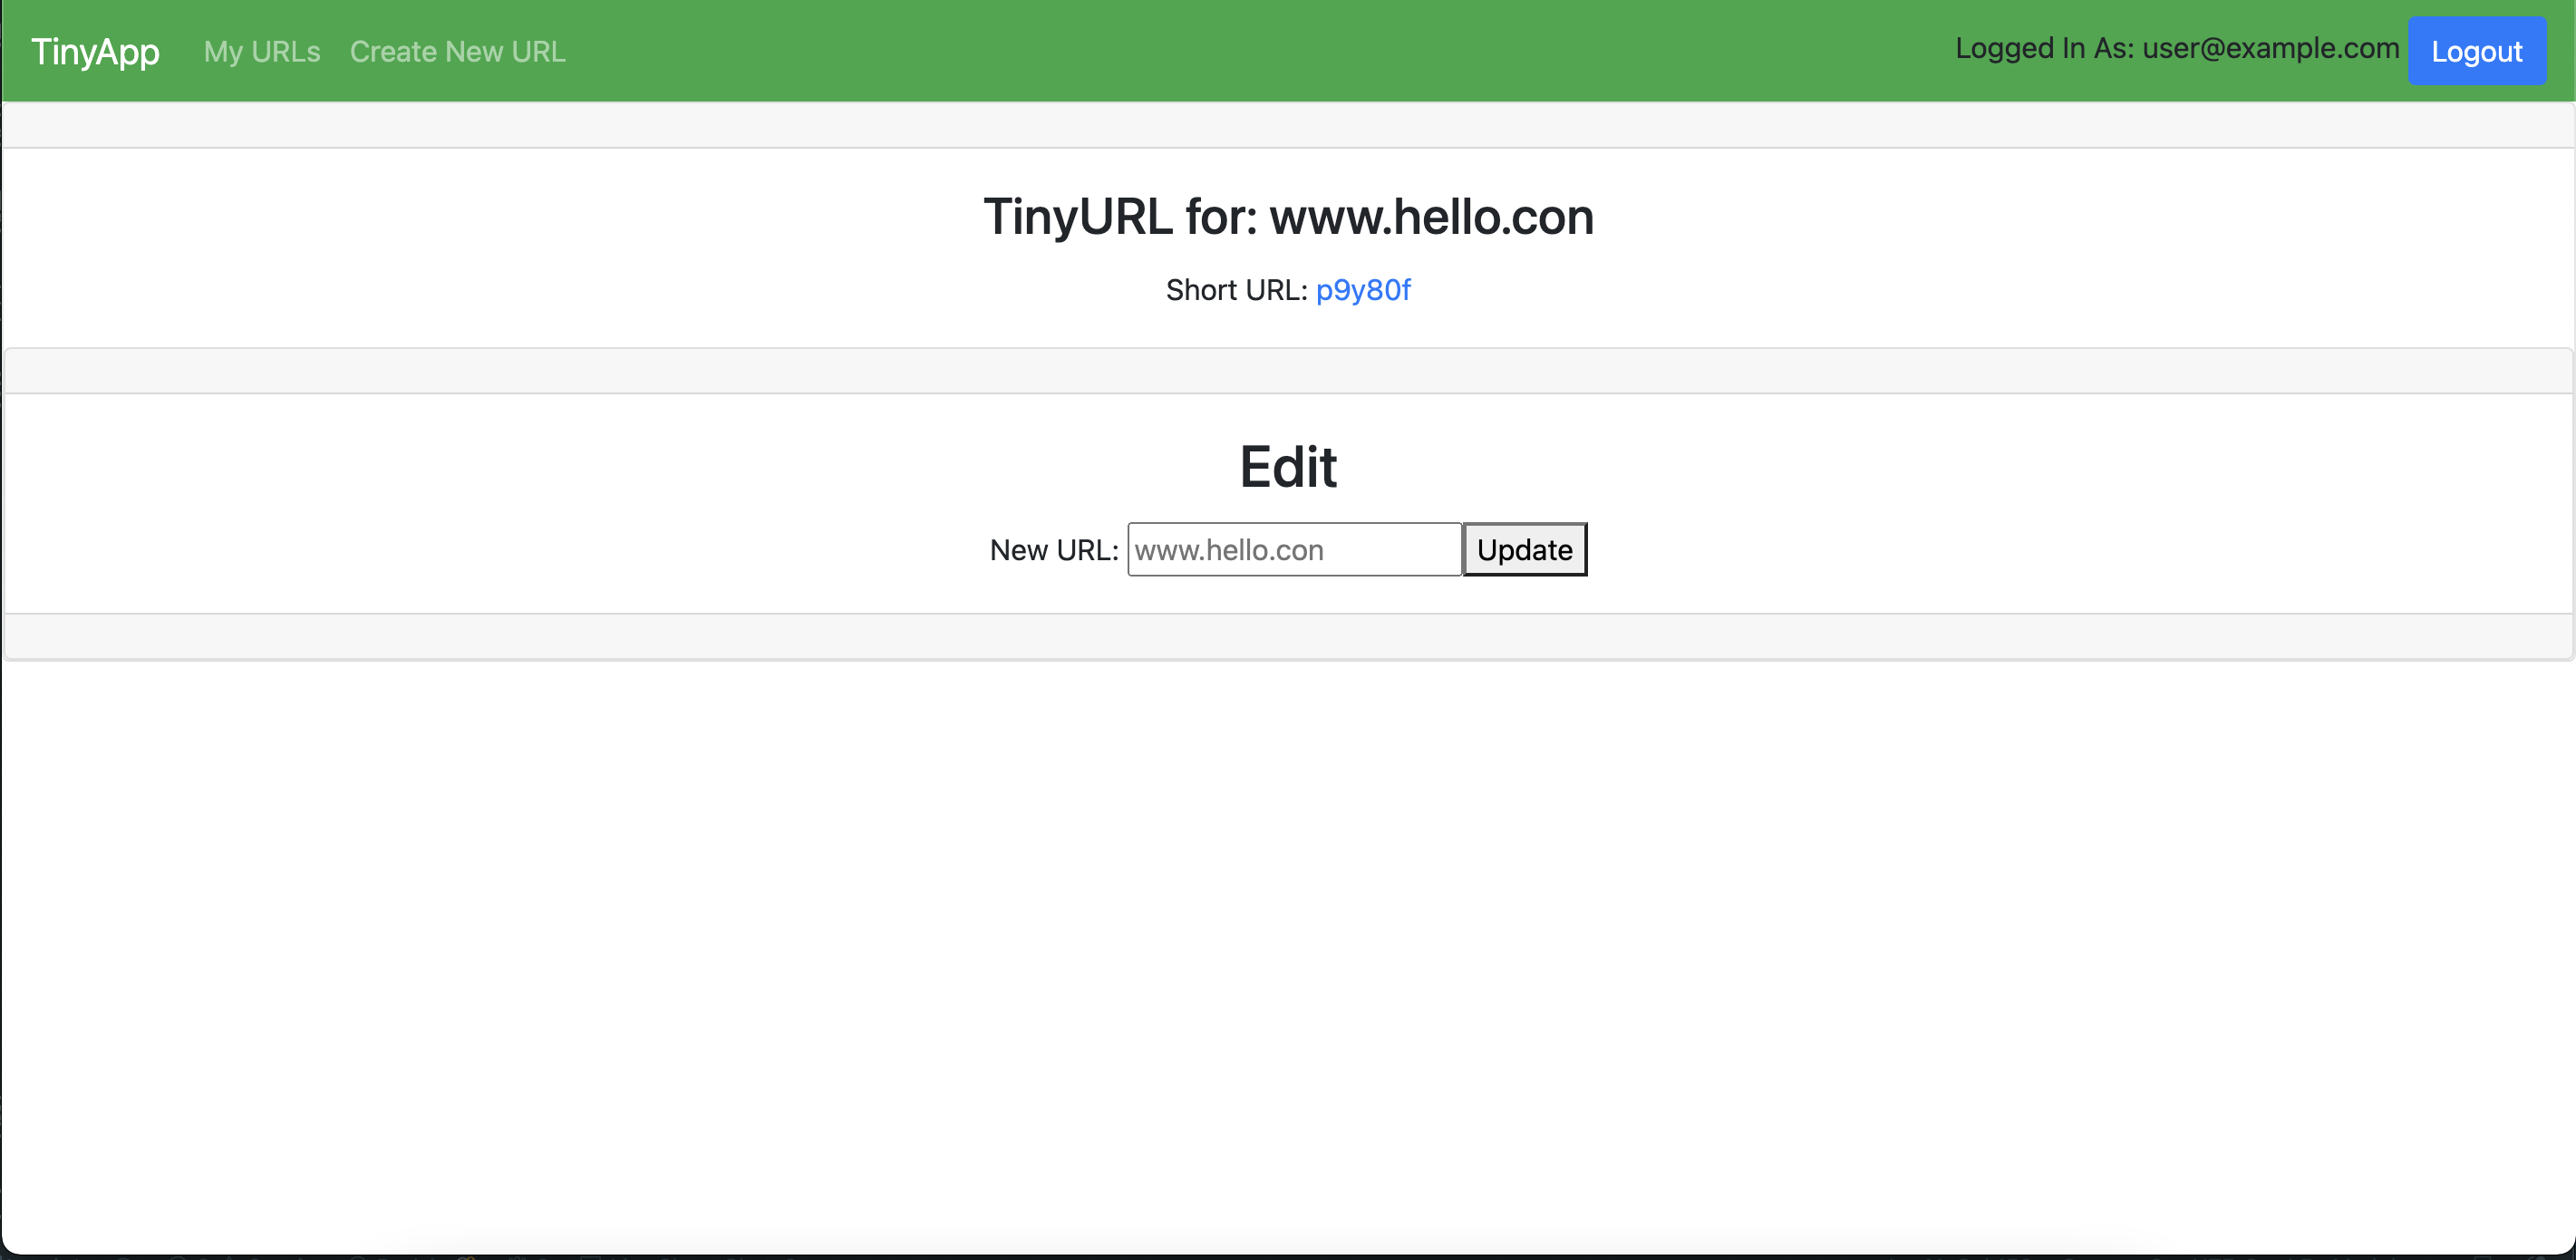 TinyApp My URLs Create New URL Logged In As: user@example.com Logout
TinyURL for: www.hello.con
Short URL: p9y80f
Edit
New URL: www.hello.con Update